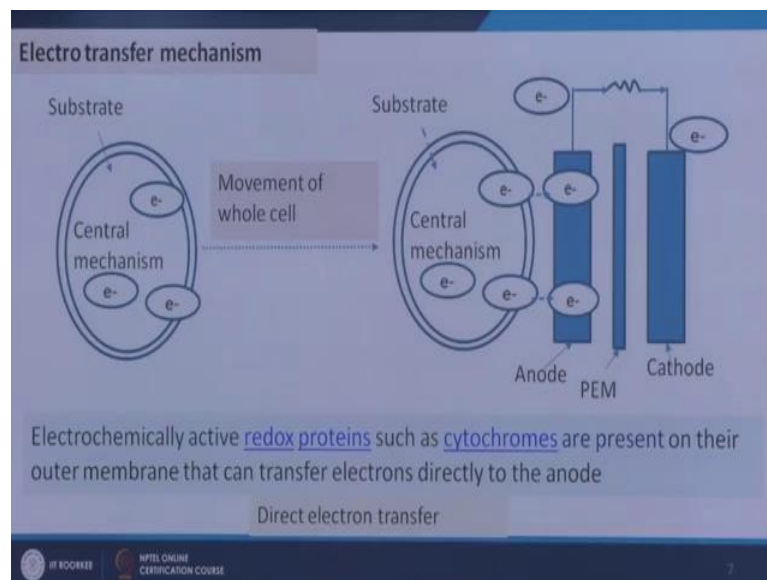 Electro transfer mechanism
Substrate
e-
Central
mechanism
e-
e-
Movement of
whole cell
Substrate
e-
e-
e-
e-
Central
mechanism
e-
e-
e-
Anode
PEM
Cathode
Electrochemically active redox proteins such as cytochromes are present on their
outer membrane that can transfer electrons directly to the anode
Direct electron transfer
IIT ROORKEE
NPTEL ONLINE
CERTIFICATION COURSE
7